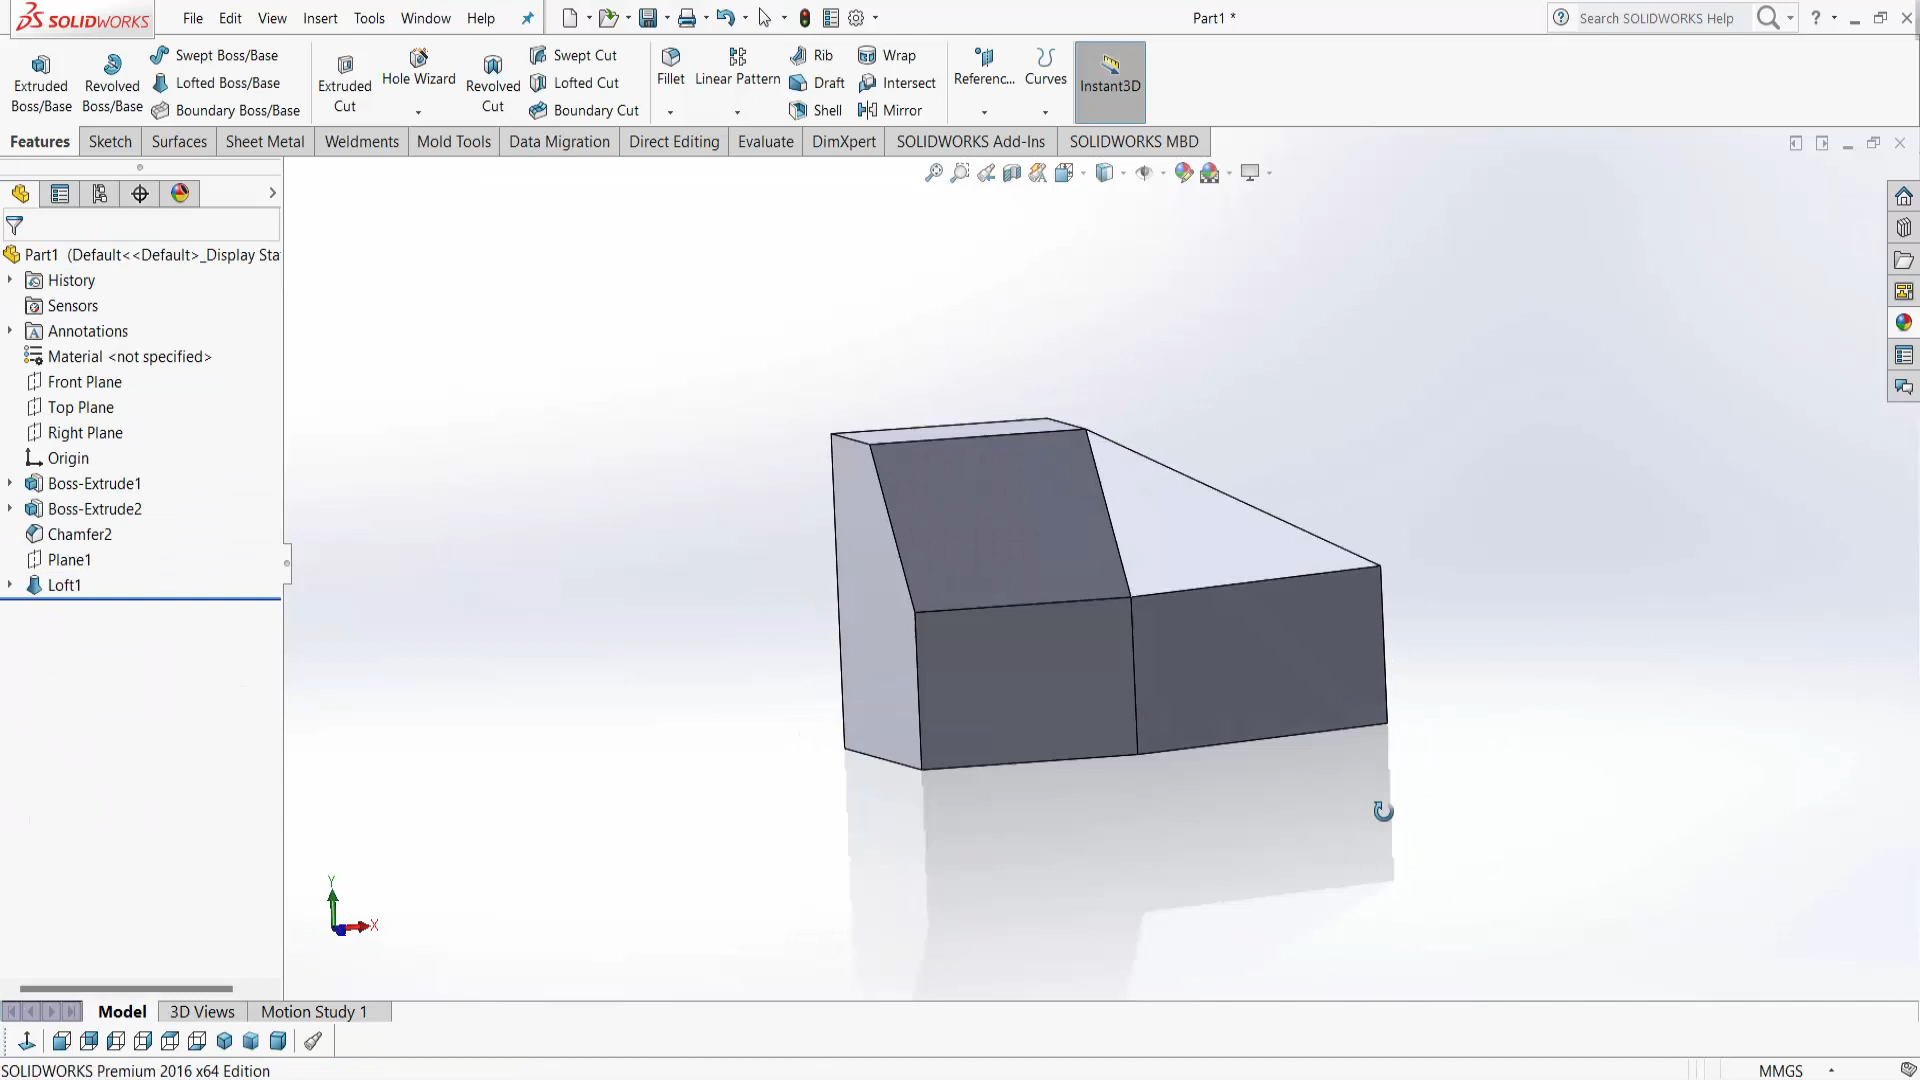 SOLIDWORKS File Edit View Insert Tools Window Help Part1 * Search SOLIDWORKS Help ?
Extruded Boss/Base
Revolved Boss/Base
Swept Boss/Base
Lofted Boss/Base
Boundary Boss/Base
Extruded Cut
Hole Wizard
Revolved Cut
Swept Cut
Lofted Cut
Boundary Cut
Fillet
Linear Pattern
Rib
Draft
Shell
Wrap
Intersect
Mirror
Referenc...
Curves
Instant3D
Features Sketch Surfaces Sheet Metal Weldments Mold Tools Data Migration Direct Editing Evaluate DimXpert SOLIDWORKS Add-Ins SOLIDWORKS MBD
Part1 (Default<<Default>_Display Sta
History
Sensors
Annotations
Material <not specified>
Front Plane
Top Plane
Right Plane
Origin
Boss-Extrude1
Boss-Extrude2
Chamfer2
Plane1
Loft1
Y
X
Model 3D Views Motion Study 1
SOLIDWORKS Premium 2016 x64 Edition MMGS